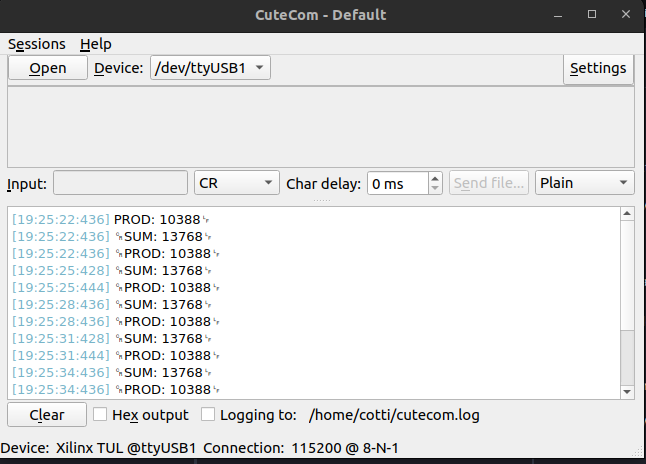 CuteCom - Default
Sessions Help
Open Device: /dev/ttyUSB1 Settings
Input: CR Char delay: 0 ms Send file... Plain
[19:25:22:436] PROD: 10388␍
[19:25:22:436] ␊SUM: 13768␍
[19:25:22:436] ␊PROD: 10388␍
[19:25:25:428] ␊SUM: 13768␍
[19:25:25:444] ␊PROD: 10388␍
[19:25:28:436] ␊SUM: 13768␍
[19:25:28:436] ␊PROD: 10388␍
[19:25:31:428] ␊SUM: 13768␍
[19:25:31:444] ␊PROD: 10388␍
[19:25:34:436] ␊SUM: 13768␍
[19:25:34:436] ␊PROD: 10388␍
Clear Hex output Logging to: /home/cotti/cutecom.log
Device: Xilinx TUL @ttyUSB1 Connection: 115200 @ 8-N-1